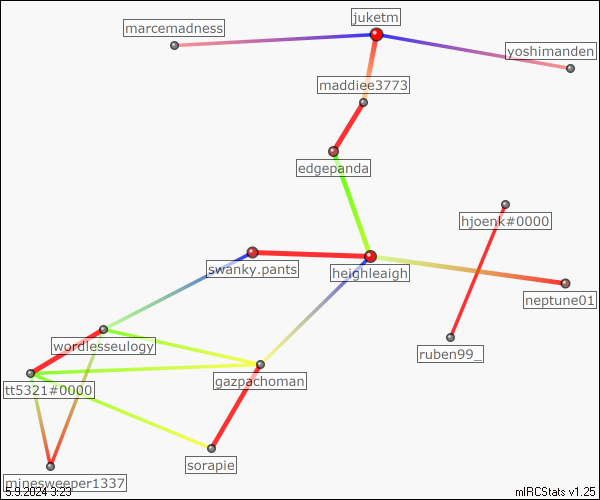 juketm
marcemadness
yoshimanden
maddiee3773
edgepanda
hjoenk#0000
swanky.pants
heighleaigh
neptune01
wordlesseulogy
ruben99_
gazpachoman
tt5321#0000
sorapie
minesweeper1337
5.9.2024 3:23
mIRCStats v1.25